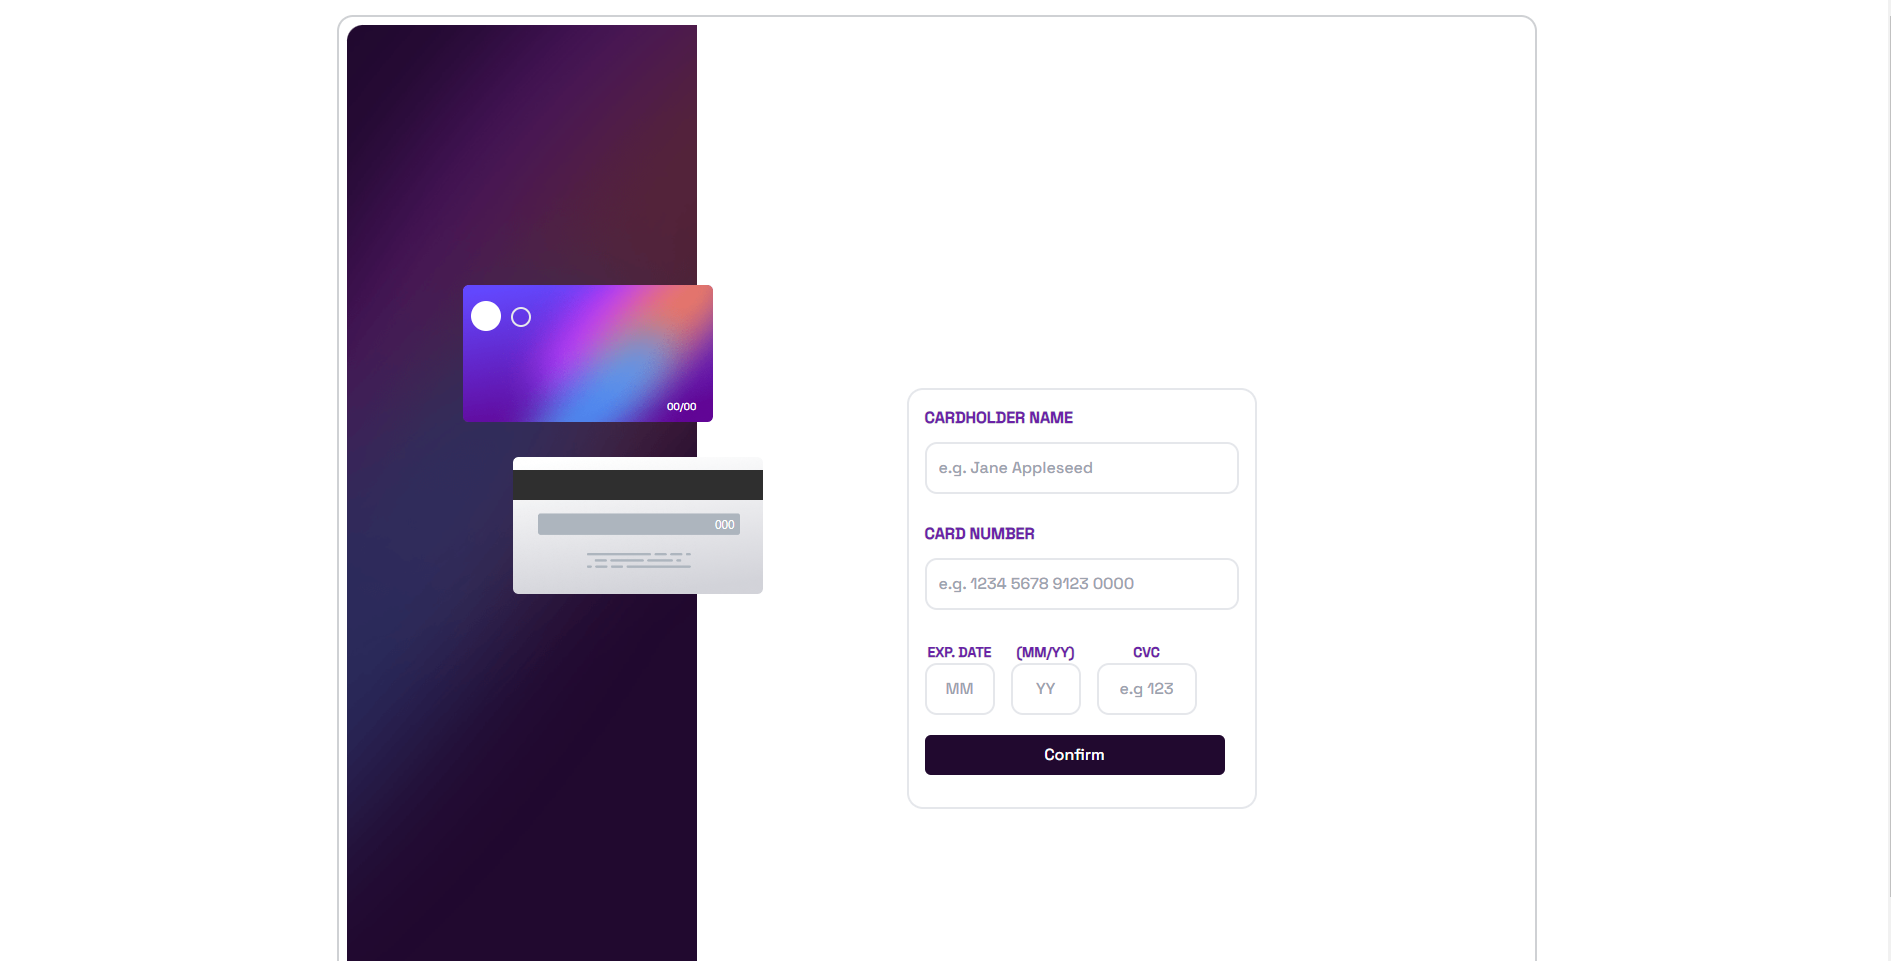 00/00
000
CARDHOLDER NAME
e.g. Jane Appleseed
CARD NUMBER
e.g. 1234 5678 9123 0000
EXP. DATE (MM/YY) CVC
MM YY e.g 123
Confirm